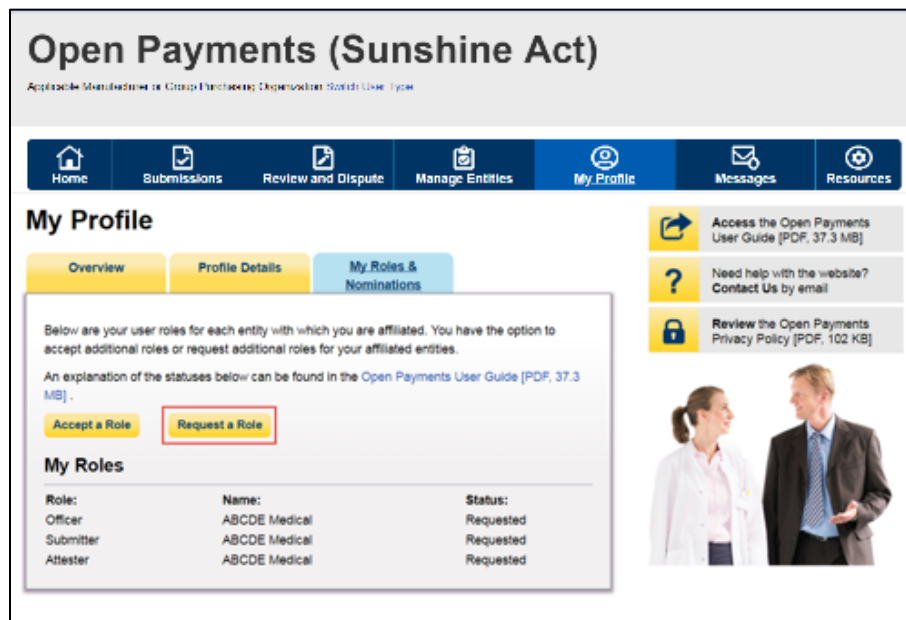 Open Payments (Sunshine Act)
Applicable Manufacturer or Group Purchasing Organization Switch User Type
Home
Submissions
Review and Dispute
Manage Entities
My Profile
Messages
Resources
My Profile
Overview
Profile Details
My Roles &
Nominations
Below are your user roles for each entity with which you are affiliated. You have the option to
accept additional roles or request additional roles for your affiliated entities.
An explanation of the statuses below can be found in the Open Payments User Guide [PDF, 37.3
MB] .
Accept a Role
Request a Role
My Roles
Role: Name: Status:
Officer ABCDE Medical Requested
Submitter ABCDE Medical Requested
Attester ABCDE Medical Requested
Access the Open Payments
User Guide [PDF, 37.3 MB]
?
Need help with the website?
Contact Us by email
Review the Open Payments
Privacy Policy [PDF, 102 KB]